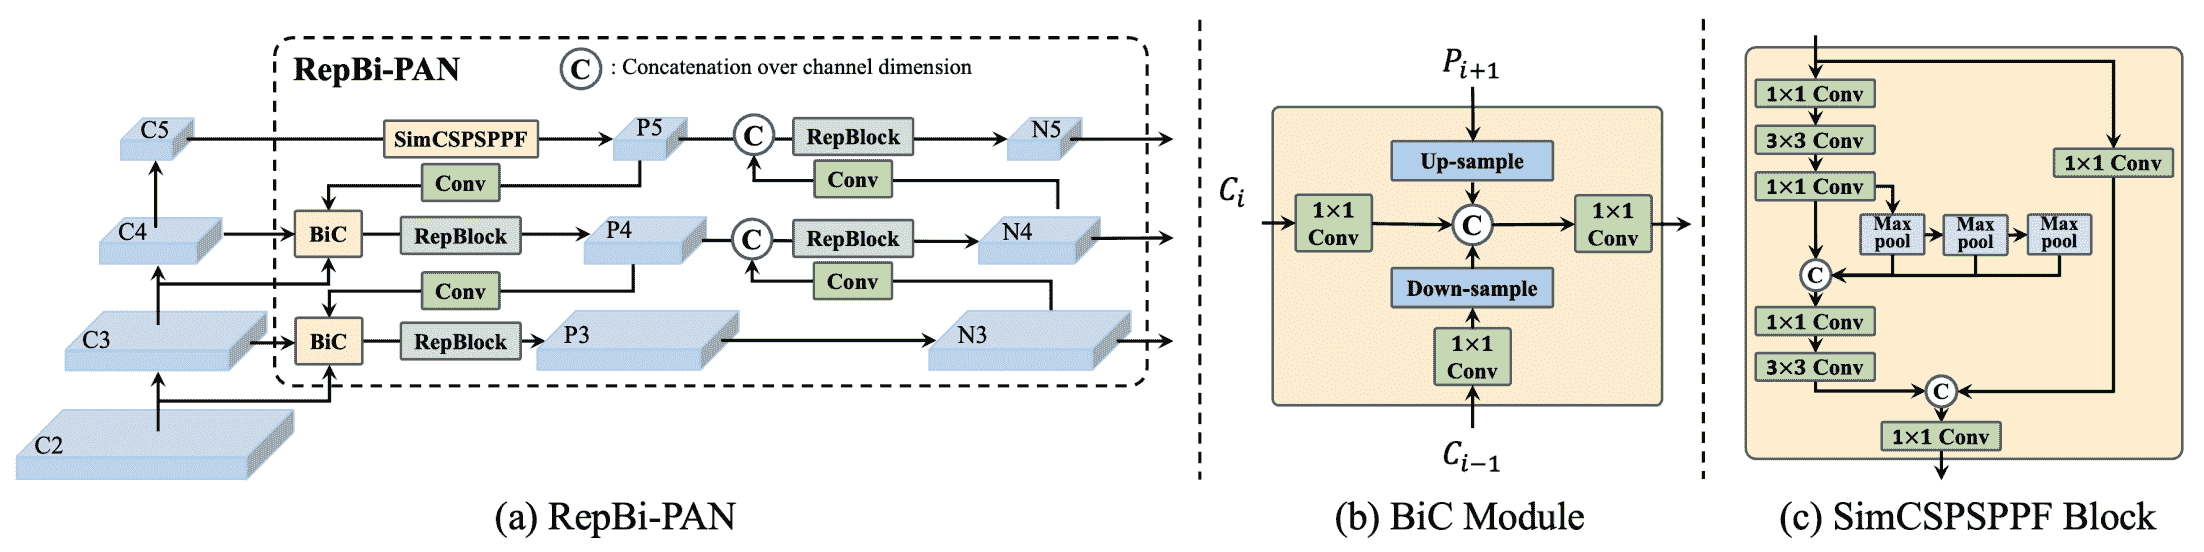 RepBi-PAN
C : Concatenation over channel dimension
C5
SimCSPSPPF
P5
C
RepBlock
N5
Conv
Conv
C4
BiC
RepBlock
P4
C
RepBlock
N4
Conv
Conv
C3
BiC
RepBlock
P3
N3
C2
(a) RepBi-PAN
P_{i+1}
Up-sample
C_i
1×1
Conv
C
1×1
Conv
Down-sample
1×1
Conv
C_{i−1}
(b) BiC Module
1×1 Conv
3×3 Conv
1×1 Conv
1×1 Conv
Max
pool
Max
pool
Max
pool
C
1×1 Conv
3×3 Conv
C
1×1 Conv
(c) SimCSPSPPF Block